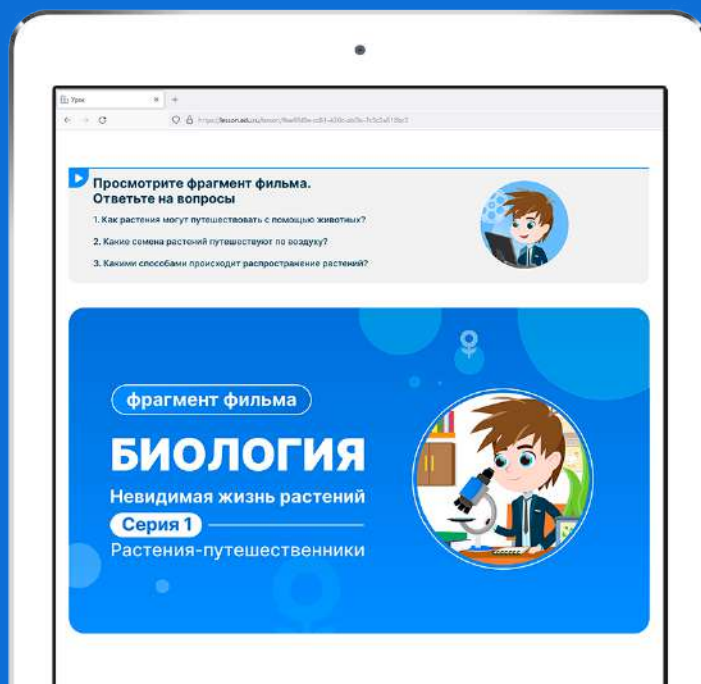 Урок
Просмотрите фрагмент фильма.
Ответьте на вопросы
1. Как растения могут путешествовать с помощью животных?
2. Какие семена растений путешествуют по воздуху?
3. Какими способами происходит распространение растений?
фрагмент фильма
БИОЛОГИЯ
Невидимая жизнь растений
Серия 1
Растения-путешественники